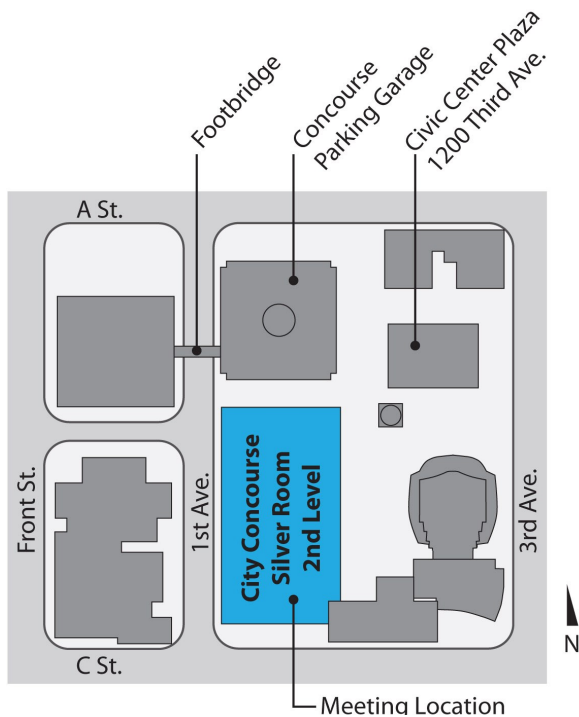 Footbridge
Concourse
Parking Garage
Civic Center Plaza
1200 Third Ave.
A St.
Front St.
1st Ave.
City Concourse
Silver Room
2nd Level
3rd Ave.
N
C St.
Meeting Location